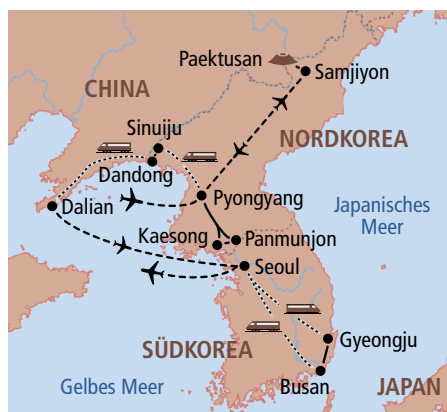 Paektusan
Samjiyon
CHINA
Sinuiju
NORDKOREA
Dandong
Pyongyang
Dalian
Japanisches
Meer
Kaesong
Panmunjon
Seoul
SÜDKOREA
Gyeongju
Gelbes Meer
Busan
JAPAN